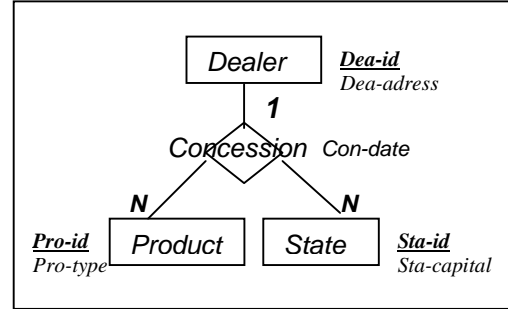 Dealer
Dea-id
Dea-adress
1
Concession
Con-date
N
N
Pro-id
Pro-type
Product
State
Sta-id
Sta-capital